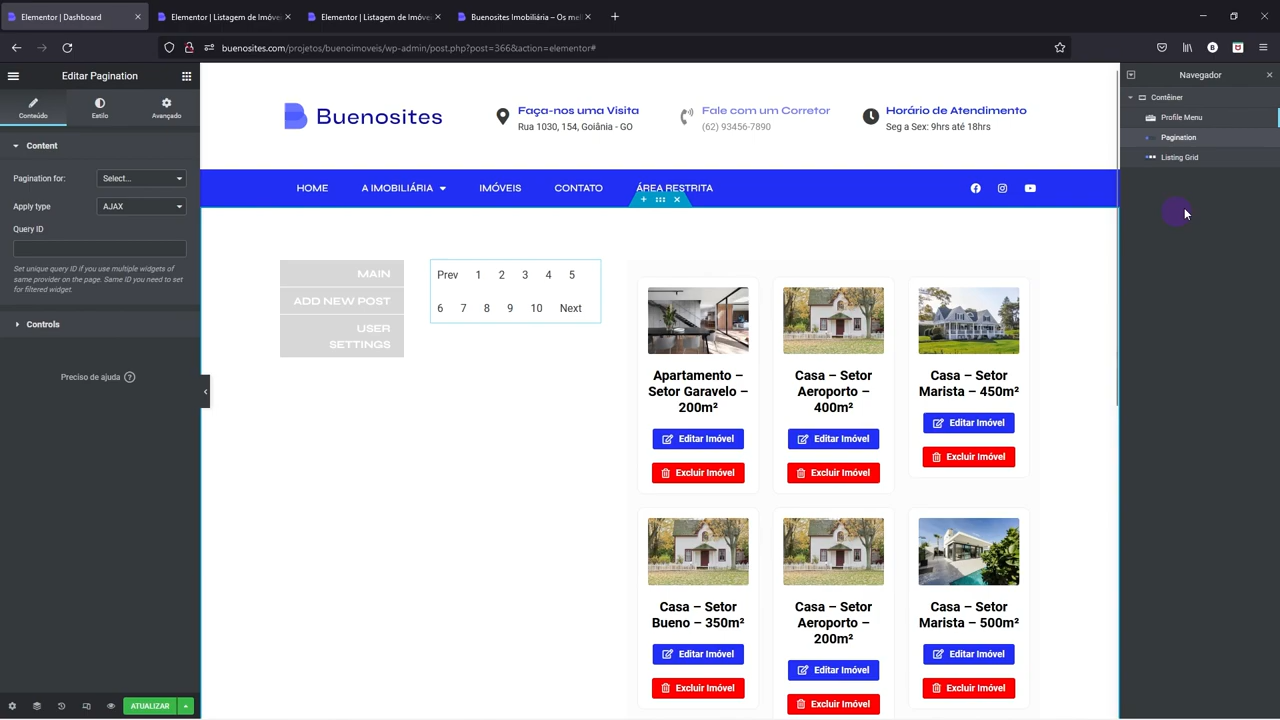 Elementor | Dashboard
Elementor | Listagem de Imóve
Elementor | Listagem de Imóve
Buenosites Imobiliária – Os me
buenosites.com/projetos/buenoimoveis/wp-admin/post.php?post=366&action=elementor#
Editar Pagination
Conteúdo
Estilo
Avançado
Content
Pagination for:
Select...
Apply type
AJAX
Query ID
Set unique query ID if you use multiple widgets of
same provider on the page. Same ID you need to set
for filtered widget.
Controls
Preciso de ajuda
ATUALIZAR
Buenosites
Faça-nos uma Visita
Rua 1030, 154, Goiânia - GO
Fale com um Corretor
(62) 93456-7890
Horário de Atendimento
Seg a Sex: 9hrs até 18hrs
HOME
A IMOBILIÁRIA
IMÓVEIS
CONTATO
ÁREA RESTRITA
MAIN
ADD NEW POST
USER
SETTINGS
Prev 1 2 3 4 5
6 7 8 9 10 Next
Apartamento –
Setor Garavelo –
200m²
Editar Imóvel
Excluir Imóvel
Casa – Setor
Aeroporto –
400m²
Editar Imóvel
Excluir Imóvel
Casa – Setor
Marista – 450m²
Editar Imóvel
Excluir Imóvel
Casa – Setor
Bueno – 350m²
Editar Imóvel
Excluir Imóvel
Casa – Setor
Aeroporto –
200m²
Editar Imóvel
Excluir Imóvel
Casa – Setor
Marista – 500m²
Editar Imóvel
Excluir Imóvel
Navegador
Contêiner
Profile Menu
Pagination
Listing Grid